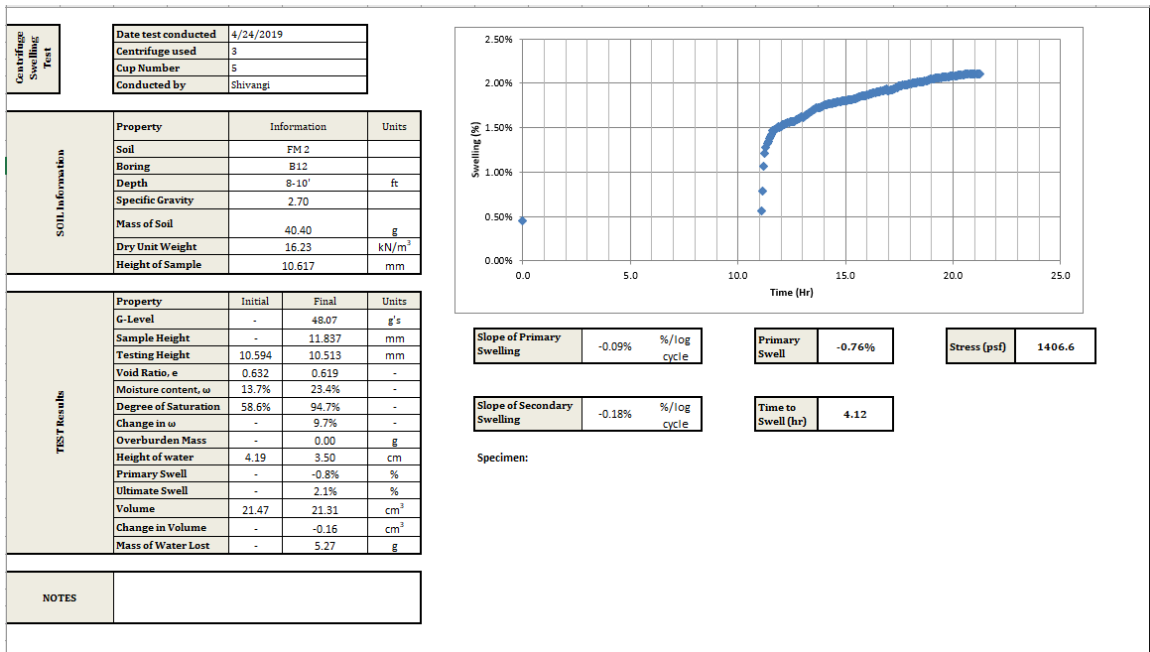 Centrifuge
Swelling
Test
Date test conducted 4/24/2019
Centrifuge used 3
Cup Number 5
Conducted by Shivangi
SOIL Information
Property Information Units
Soil FM 2
Boring B12
Depth 8-10' ft
Specific Gravity 2.70
Mass of Soil 40.40 g
Dry Unit Weight 16.23 kN/m³
Height of Sample 10.617 mm
TEST Results
Property Initial Final Units
G-Level - 48.07 g's
Sample Height - 11.837 mm
Testing Height 10.594 10.513 mm
Void Ratio, e 0.632 0.619 -
Moisture content, ω 13.7% 23.4% -
Degree of Saturation 58.6% 94.7% -
Change in ω - 9.7% -
Overburden Mass - 0.00 g
Height of water 4.19 3.50 cm
Primary Swell - -0.8% %
Ultimate Swell - 2.1% %
Volume 21.47 21.31 cm³
Change in Volume - -0.16 cm³
Mass of Water Lost - 5.27 g
NOTES
Swelling (%)
2.50%
2.00%
1.50%
1.00%
0.50%
0.00%
0.0 5.0 10.0 15.0 20.0 25.0
Time (Hr)
Slope of Primary
Swelling
-0.09%
%/log
cycle
Primary
Swell
-0.76%
Stress (psf) 1406.6
Slope of Secondary
Swelling
-0.18%
%/log
cycle
Time to
Swell (hr)
4.12
Specimen: